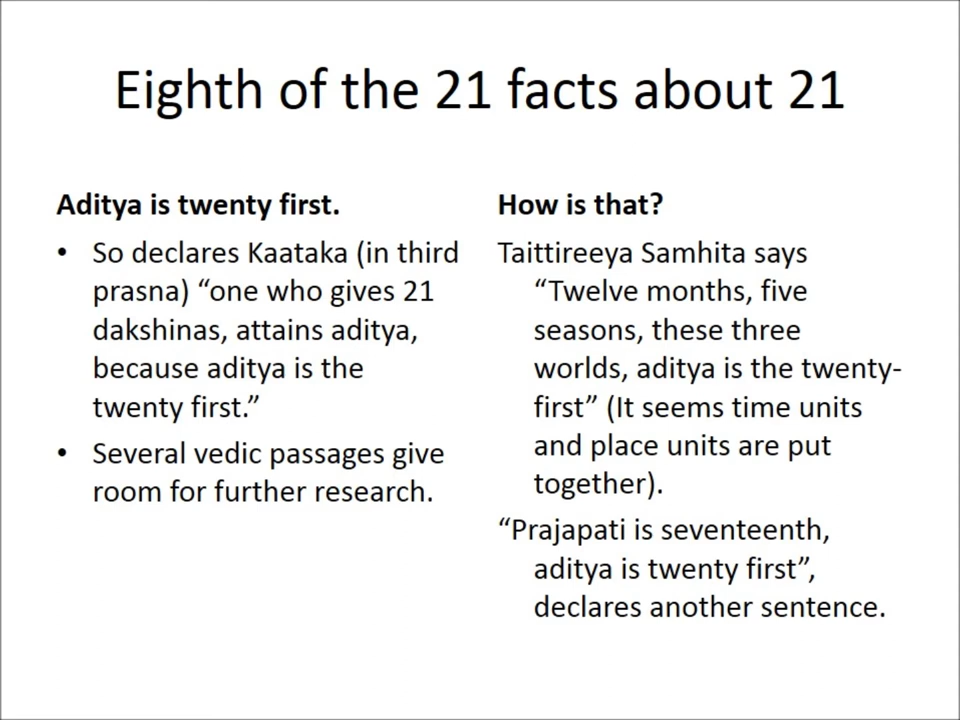 Eighth of the 21 facts about 21
Aditya is twenty first.
• So declares Kaataka (in third
prasna) “one who gives 21
dakshinas, attains aditya,
because aditya is the
twenty first.”
• Several vedic passages give
room for further research.
How is that?
Taittireeya Samhita says
“Twelve months, five
seasons, these three
worlds, aditya is the twenty-
first” (It seems time units
and place units are put
together).
“Prajapati is seventeenth,
aditya is twenty first”,
declares another sentence.